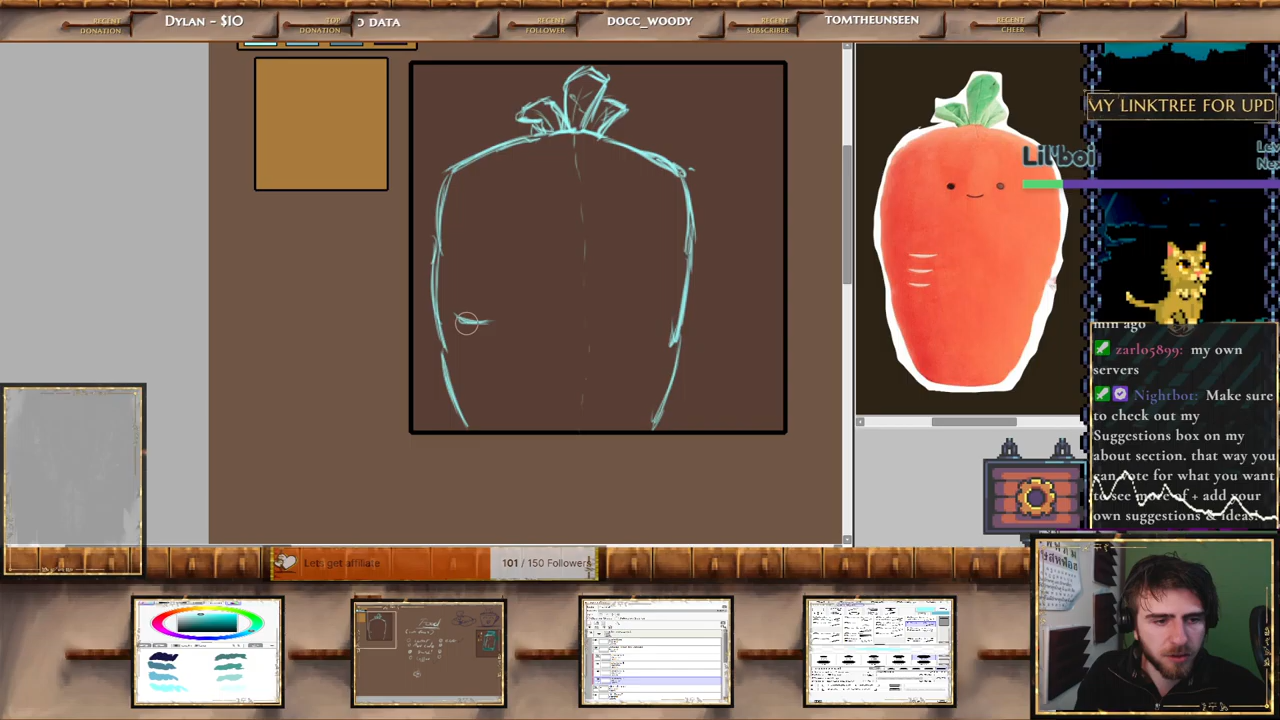 RECENT DONATION
Dylan - $10
TOP DONATION
O DATA
RECENT FOLLOWER
DOCC_WOODY
RECENT SUBSCRIBER
TOMTHEUNSEEN
RECENT CHEER
MY LINKTREE FOR UPD
Lil'boi
Lev
Nex
min ago
zarlo5899: my own
servers
Nightbot: Make sure
to check out my
Suggestions box on my
about section. that way you
can vote for what you want
to see more of + add your
own suggestions & ideas!
Lets get affiliate
101 / 150 Followers